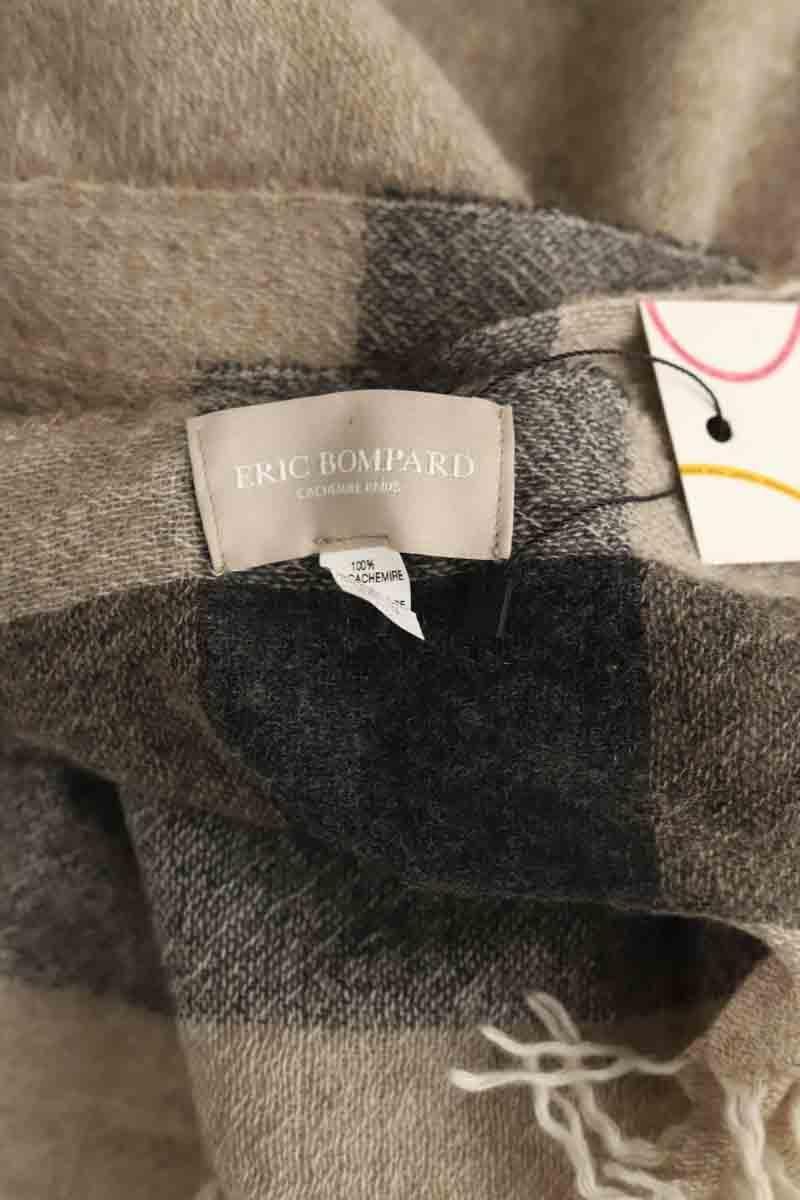 ERIC BOMPARD
CACHEMIRE PARIS
100%
CACHEMIRE